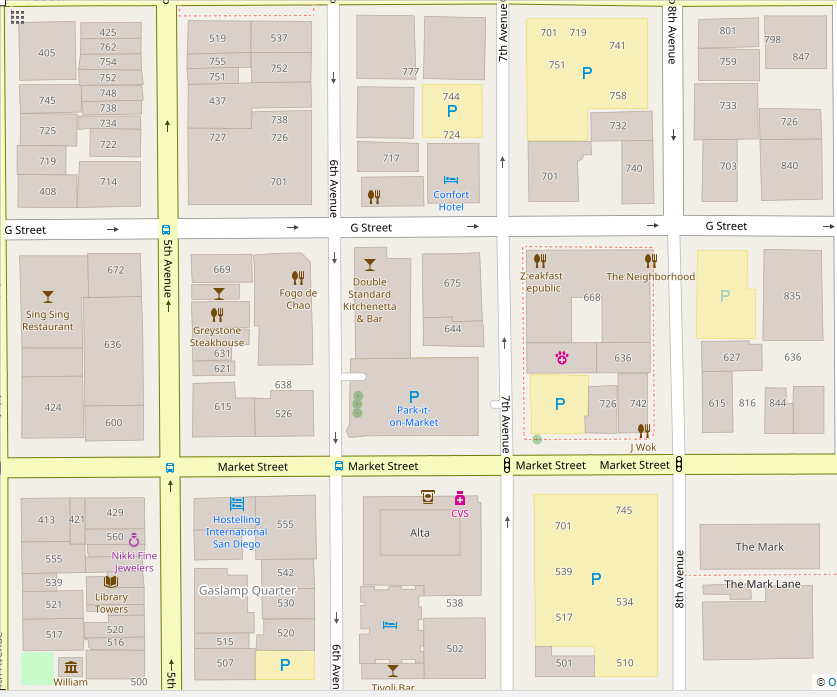 405
425
762
754
752
748
738
734
722
745
725
719
408
714
519
537
755
751
752
437
738
727
726
701
777
744
P
724
717
Confort
Hotel
6th Avenue
7th Avenue
8th Avenue
701
719
741
751
P
758
732
701
740
801
798
759
847
733
726
703
840
G Street
G Street
G Street
5th Avenue
672
Sing Sing
Restaurant
636
424
600
669
Fogo de
Chao
Greystone
Steakhouse
631
621
638
615
526
Double
Standard
Kitchenetta
& Bar
675
644
P
Park-it-
on-Market
7th Avenue
The Neighborhood
668
636
P
726
742
J Wok
P
835
627
636
615
816
844
Market Street
Market Street
Market Street
Market Street
413
421
429
560
Nikki Fine
Jewelers
555
539
Library
Towers
521
517
520
516
William
500
5th
Hostelling
International
San Diego
555
542
Gaslamp Quarter
530
520
515
507
P
6th Aven
CVS
Alta
538
502
Tivoli Bar
745
701
539
P
534
517
501
510
8th Avenue
The Mark
The Mark Lane
© O